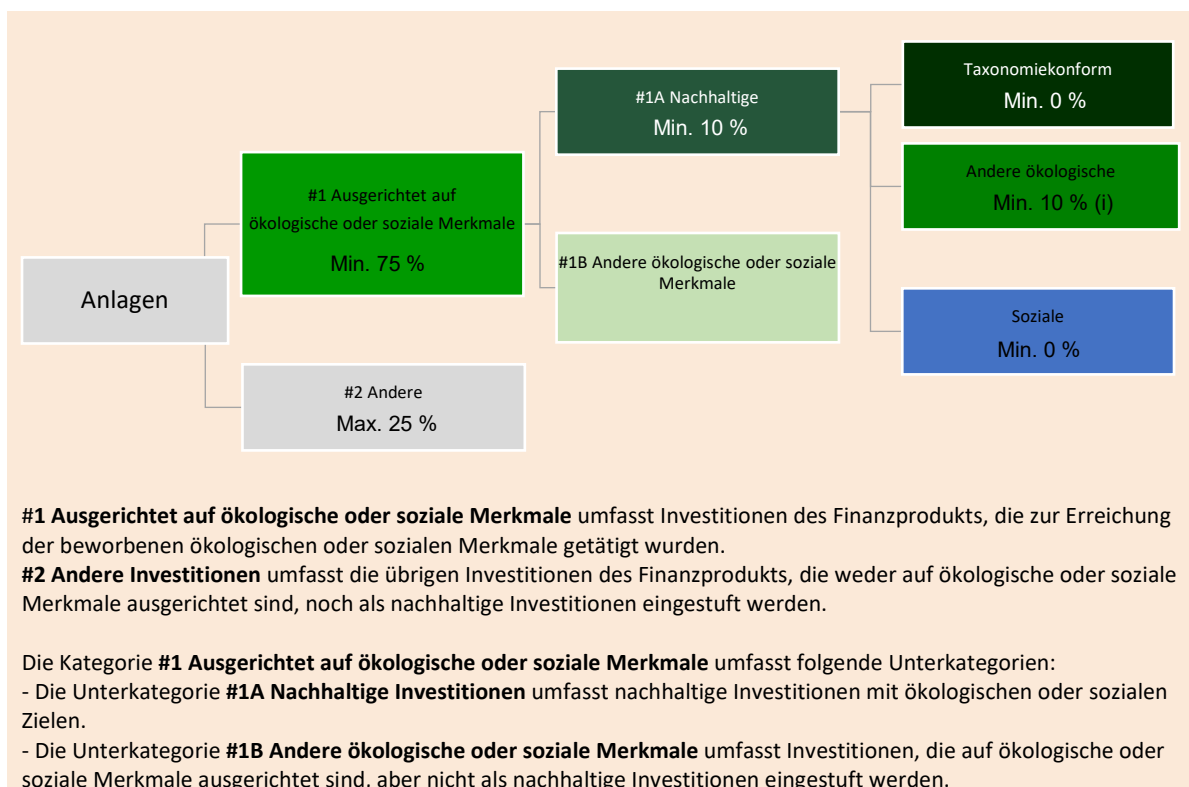 Anlagen
#1 Ausgerichtet auf
ökologische oder soziale Merkmale
Min. 75 %
#2 Andere
Max. 25 %
#1A Nachhaltige
Min. 10 %
#1B Andere ökologische oder soziale
Merkmale
Taxonomiekonform
Min. 0 %
Andere ökologische
Min. 10 % (i)
Soziale
Min. 0 %
#1 Ausgerichtet auf ökologische oder soziale Merkmale umfasst Investitionen des Finanzprodukts, die zur Erreichung
der beworbenen ökologischen oder sozialen Merkmale getätigt wurden.
#2 Andere Investitionen umfasst die übrigen Investitionen des Finanzprodukts, die weder auf ökologische oder soziale
Merkmale ausgerichtet sind, noch als nachhaltige Investitionen eingestuft werden.
Die Kategorie #1 Ausgerichtet auf ökologische oder soziale Merkmale umfasst folgende Unterkategorien:
- Die Unterkategorie #1A Nachhaltige Investitionen umfasst nachhaltige Investitionen mit ökologischen oder sozialen
Zielen.
- Die Unterkategorie #1B Andere ökologische oder soziale Merkmale umfasst Investitionen, die auf ökologische oder
soziale Merkmale ausgerichtet sind, aber nicht als nachhaltige Investitionen eingestuft werden.